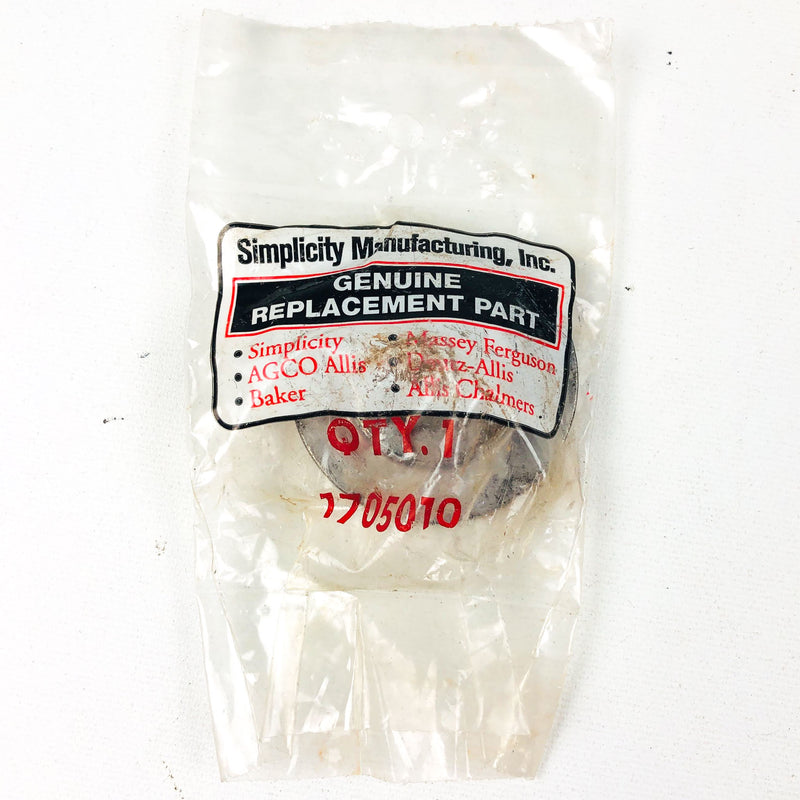 Simplicity Manufacturing, Inc.
GENUINE
REPLACEMENT PART
• Simplicity
• AGCO Allis
• Baker
• Massey Ferguson
• Deutz-Allis
• Allis Chalmers
QTY. 1
1705010